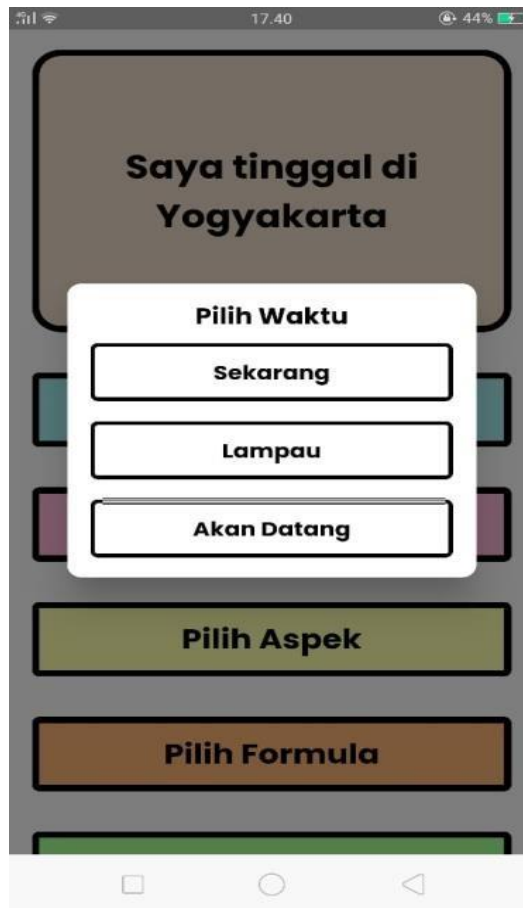 17.40
44%
Saya tinggal di
Yogyakarta
Pilih Waktu
Sekarang
Lampau
Akan Datang
Pilih Aspek
Pilih Formula